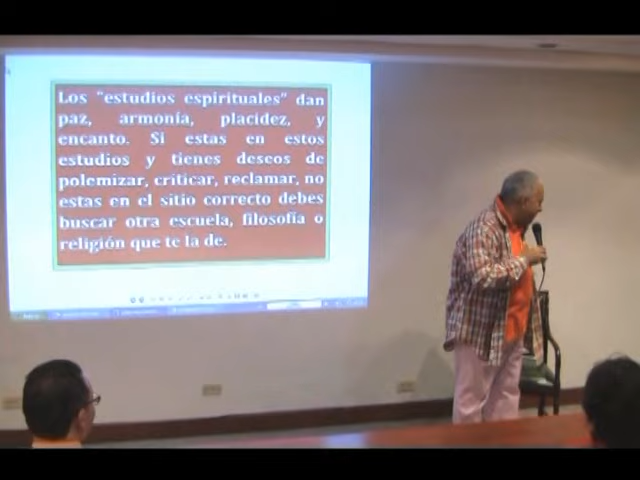 Los "estudios espirituales" dan
paz, armonía, placidez, y
encanto. Si estas en estos
estudios y tienes deseos de
polemizar, criticar, reclamar, no
estas en el sitio correcto debes
buscar otra escuela, filosofía o
religión que te la de.